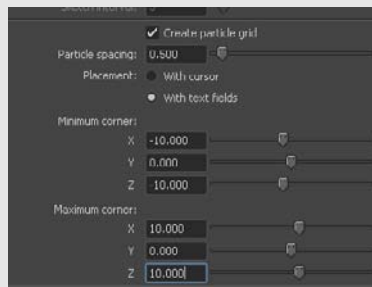 Create particle grid
Particle spacing: 0.500
Placement: With cursor
With text fields
Minimum corner:
X -10.000
Y 0.000
Z -10.000
Maximum corner:
X 10.000
Y 0.000
Z 10.000